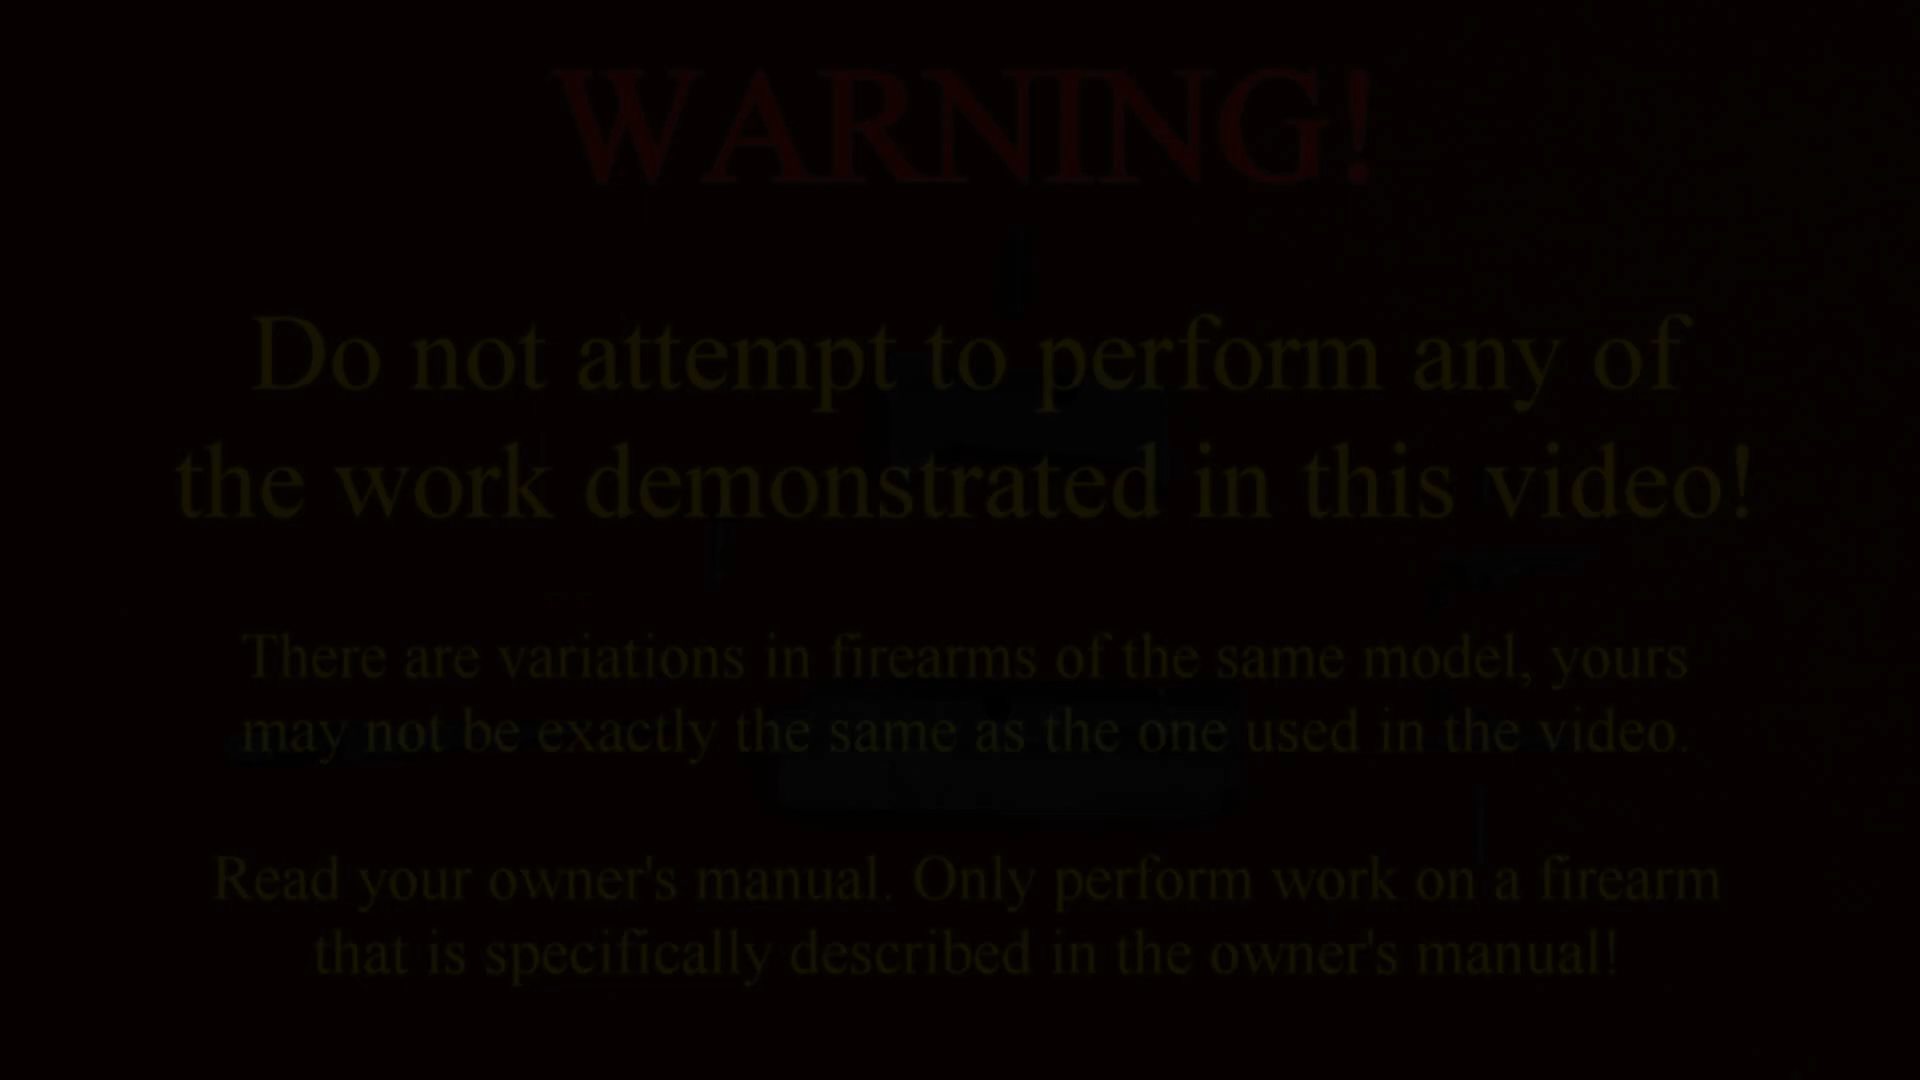 WARNING!
Do not attempt to perform any of
the work demonstrated in this video!
There are variations in firearms of the same model, yours
may not be exactly the same as the one used in the video.
Read your owner's manual. Only perform work on a firearm
that is specifically described in the owner's manual!